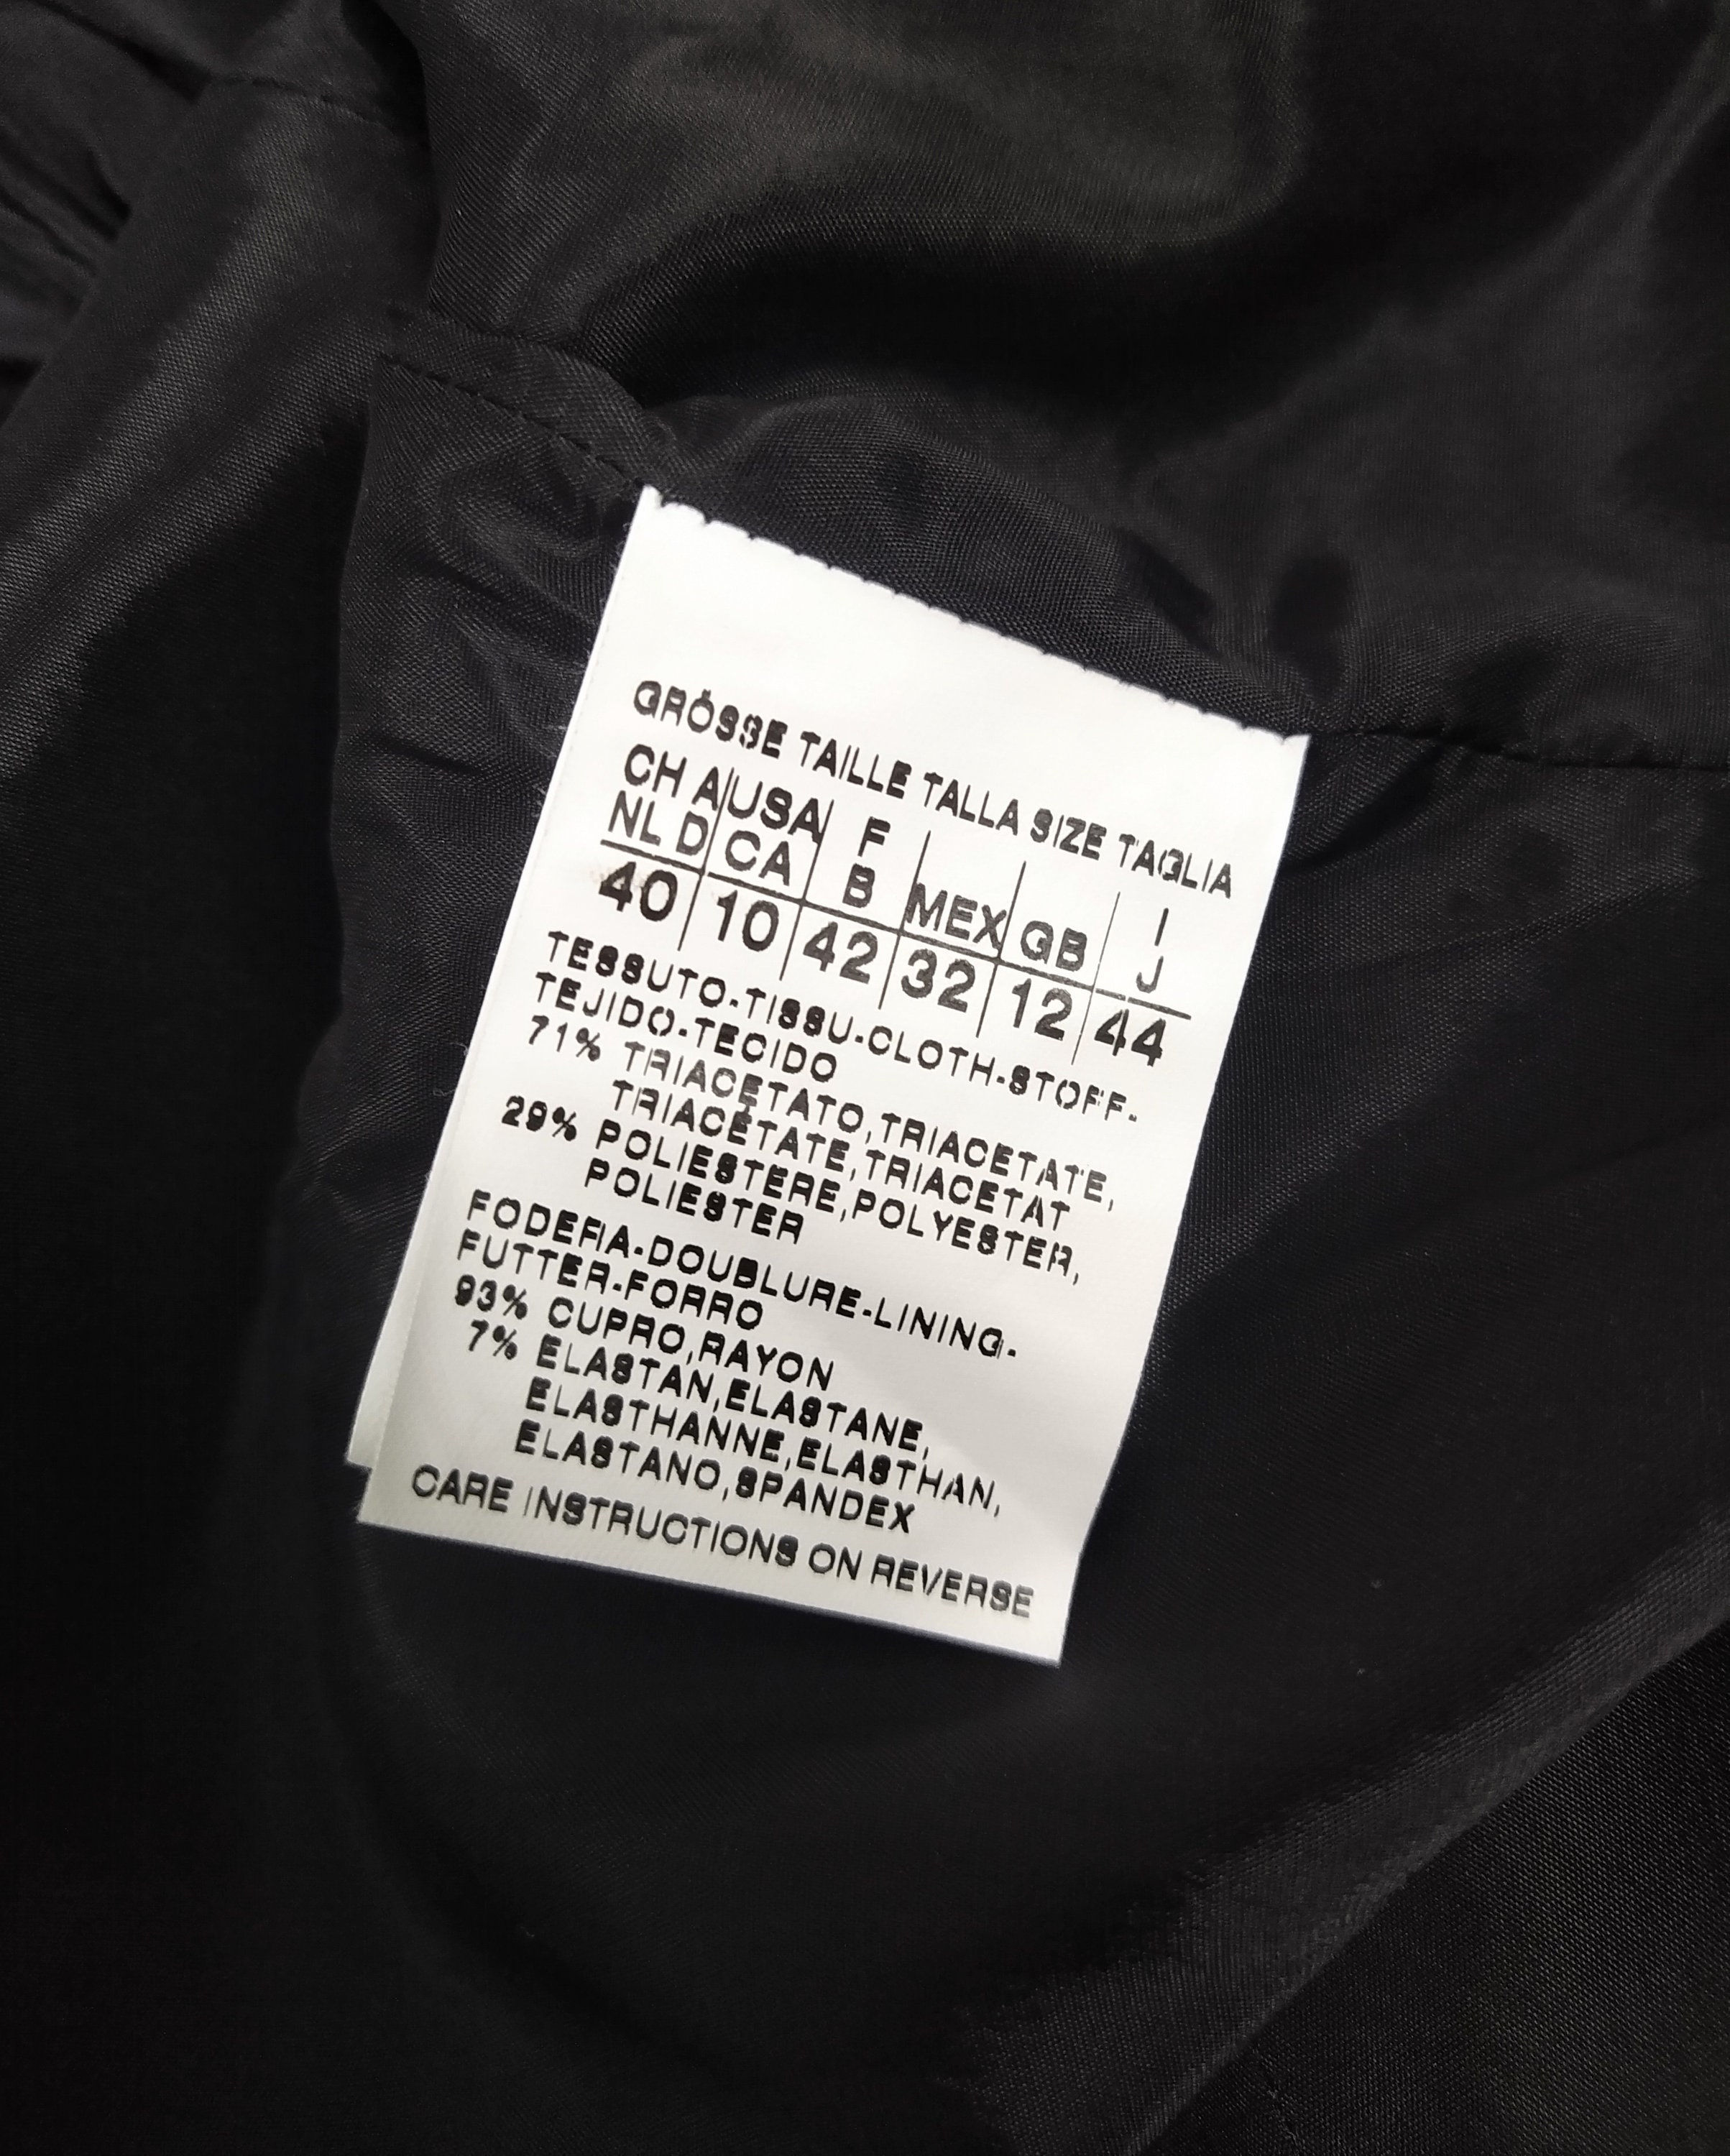 GRÖSSE TAILLE TALLA SIZE TAGLIA
CH A USA F I
NL D CA B MEX GB J
40 10 42 32 12 44
TESSUTO-TISSU-CLOTH-STOFF-
TEJIDO-TECIDO
71% TRIACETATO,TRIACETATE,
TRIACÉTATE,TRIACETAT
29% POLIESTERE,POLYESTER,
POLIESTER
FODERA-DOUBLURE-LINING-
FUTTER-FORRO
93% CUPRO,RAYON
7% ELASTAN,ELASTANE,
ELASTHANNE,ELASTHAN,
ELASTANO,SPANDEX
CARE INSTRUCTIONS ON REVERSE